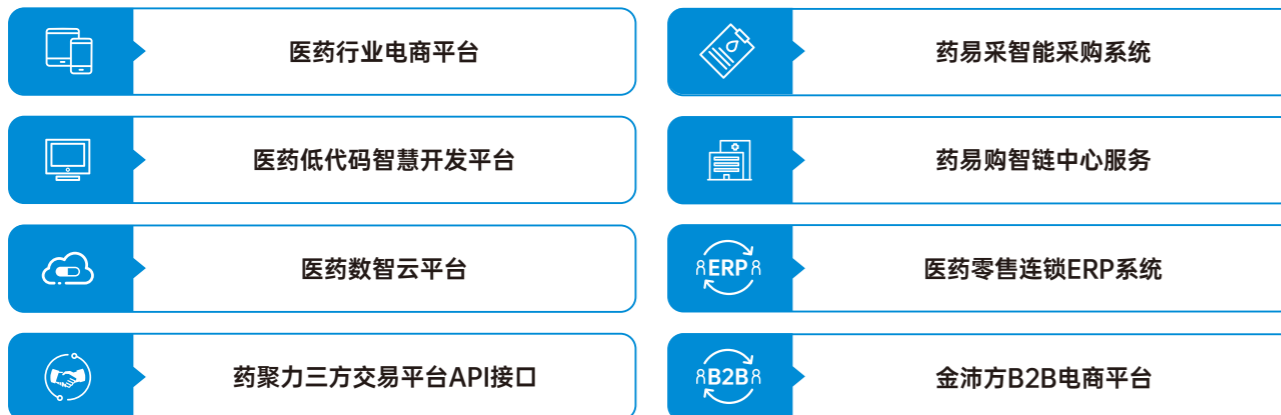 医药行业电商平台
药易采智能采购系统
医药低代码智慧开发平台
药易购智链中心服务
医药数智云平台
ERP
医药零售连锁ERP系统
药聚力三方交易平台API接口
B2B
金沛方B2B电商平台